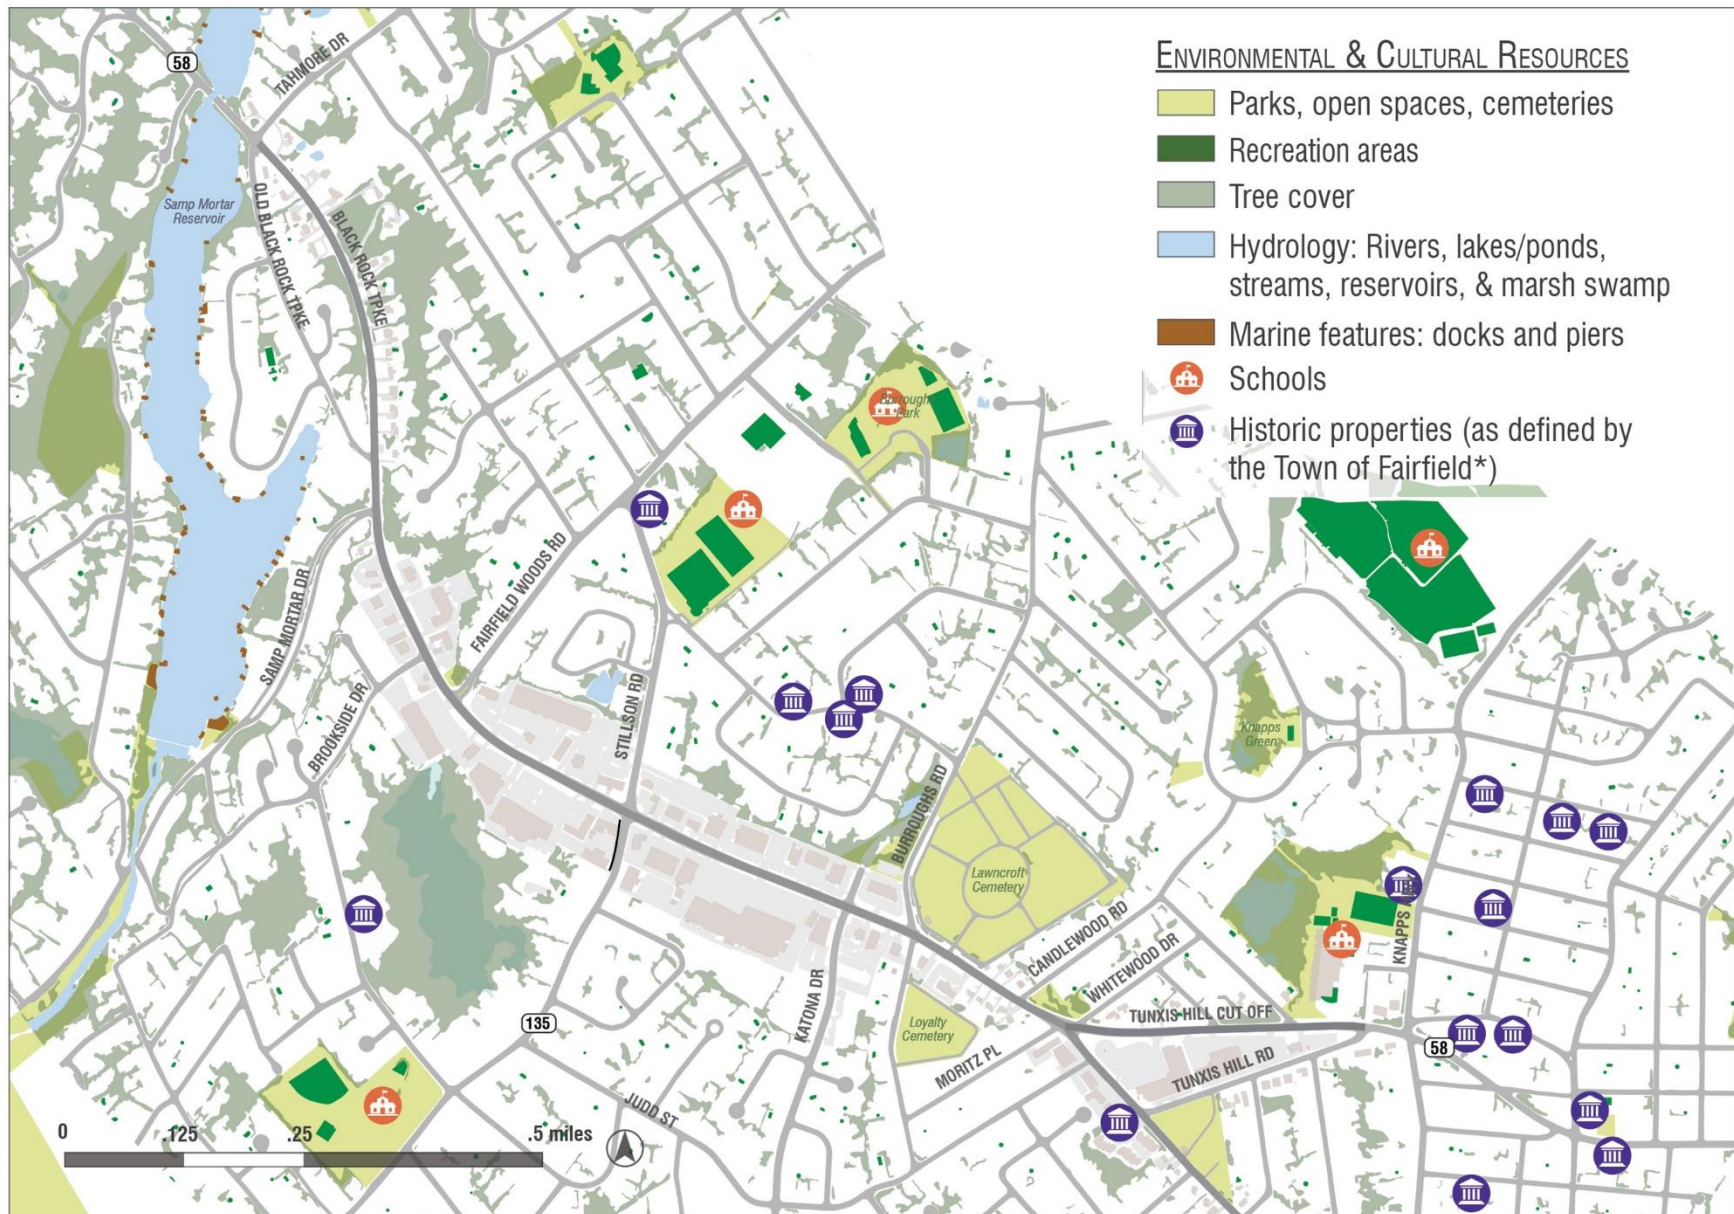 ENVIRONMENTAL & CULTURAL RESOURCES
Parks, open spaces, cemeteries
Recreation areas
Tree cover
Hydrology: Rivers, lakes/ponds,
streams, reservoirs, & marsh swamp
Marine features: docks and piers
Schools
Historic properties (as defined by
the Town of Fairfield*)
58
TAHMORE DR
Samp Mortar
Reservoir
OLD BLACK ROCK TPKE
BLACK ROCK TPKE
Burrough
Park
FAIRFIELD WOODS RD
SAMP MORTAR DR
BROOKSIDE DR
STILLSON RD
Knapps
Green
BURROUGHS RD
Lawncroft
Cemetery
CANDLEWOOD RD
WHITEWOOD DR
KNAPPS
KATONA DR
TUNXIS HILL CUT OFF
135
Loyalty
Cemetery
MORITZ PL
58
TUNXIS HILL RD
JUDD ST
0
.125
.25
.5 miles